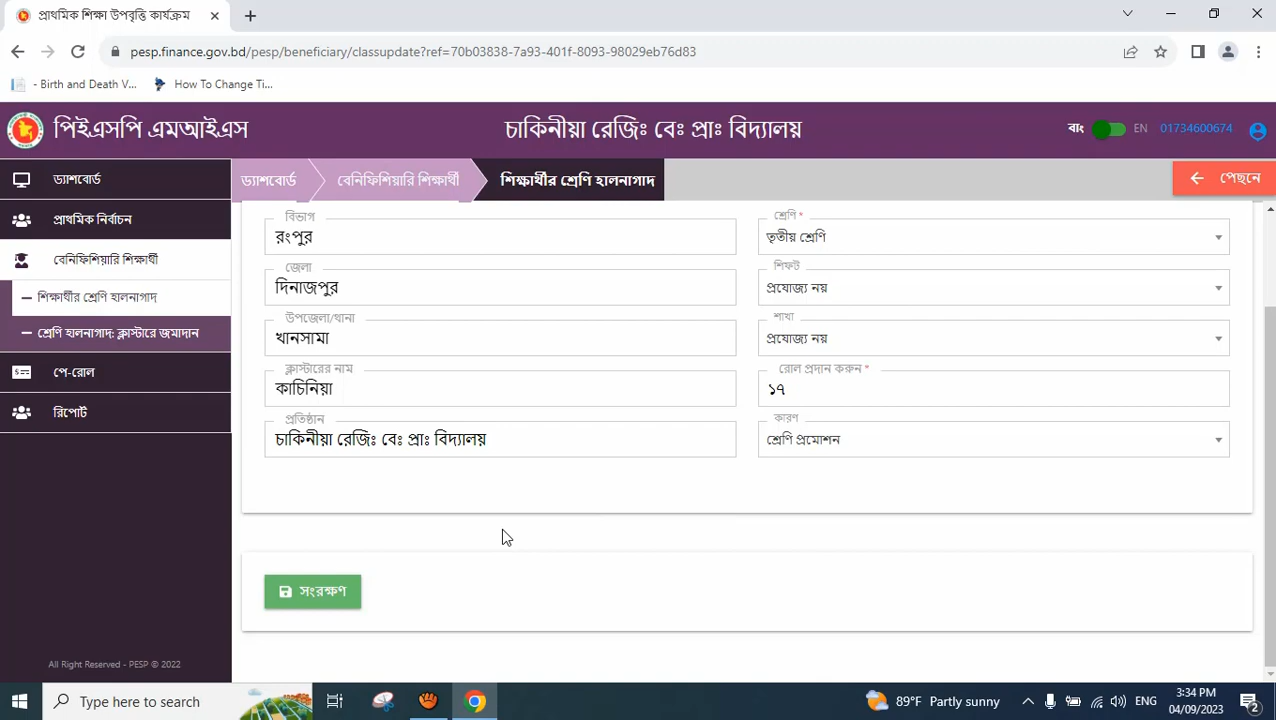 প্রাথমিক শিক্ষা উপবৃত্তি কার্যক্রম
pesp.finance.gov.bd/pesp/beneficiary/classupdate?ref=70b03838-7a93-401f-8093-98029eb76d83
- Birth and Death V... How To Change Ti...
পিইএসপি এমআইএস
চাকিনীয়া রেজিঃ বেঃ প্রাঃ বিদ্যালয়
বাং EN 01734600674
ড্যাশবোর্ড
প্রাথমিক নির্বাচন
বেনিফিশিয়ারি শিক্ষার্থী
শিক্ষার্থীর শ্রেণি হালনাগাদ
শ্রেণি হালনাগাদ: ক্লাস্টারে জমাদান
পে-রোল
রিপোর্ট
All Right Reserved - PESP © 2022
ড্যাশবোর্ড বেনিফিশিয়ারি শিক্ষার্থী শিক্ষার্থীর শ্রেণি হালনাগাদ
পেছনে
বিভাগ
রংপুর
জেলা
দিনাজপুর
উপজেলা/থানা
খানসামা
ক্লাস্টারের নাম
কাচিনিয়া
প্রতিষ্ঠান
চাকিনীয়া রেজিঃ বেঃ প্রাঃ বিদ্যালয়
শ্রেণি *
তৃতীয় শ্রেণি
শিফট
প্রযোজ্য নয়
শাখা
প্রযোজ্য নয়
রোল প্রদান করুন *
১৭
কারণ
শ্রেণি প্রমোশন
সংরক্ষণ
Type here to search
89°F Partly sunny
ENG
3:34 PM
04/09/2023
2